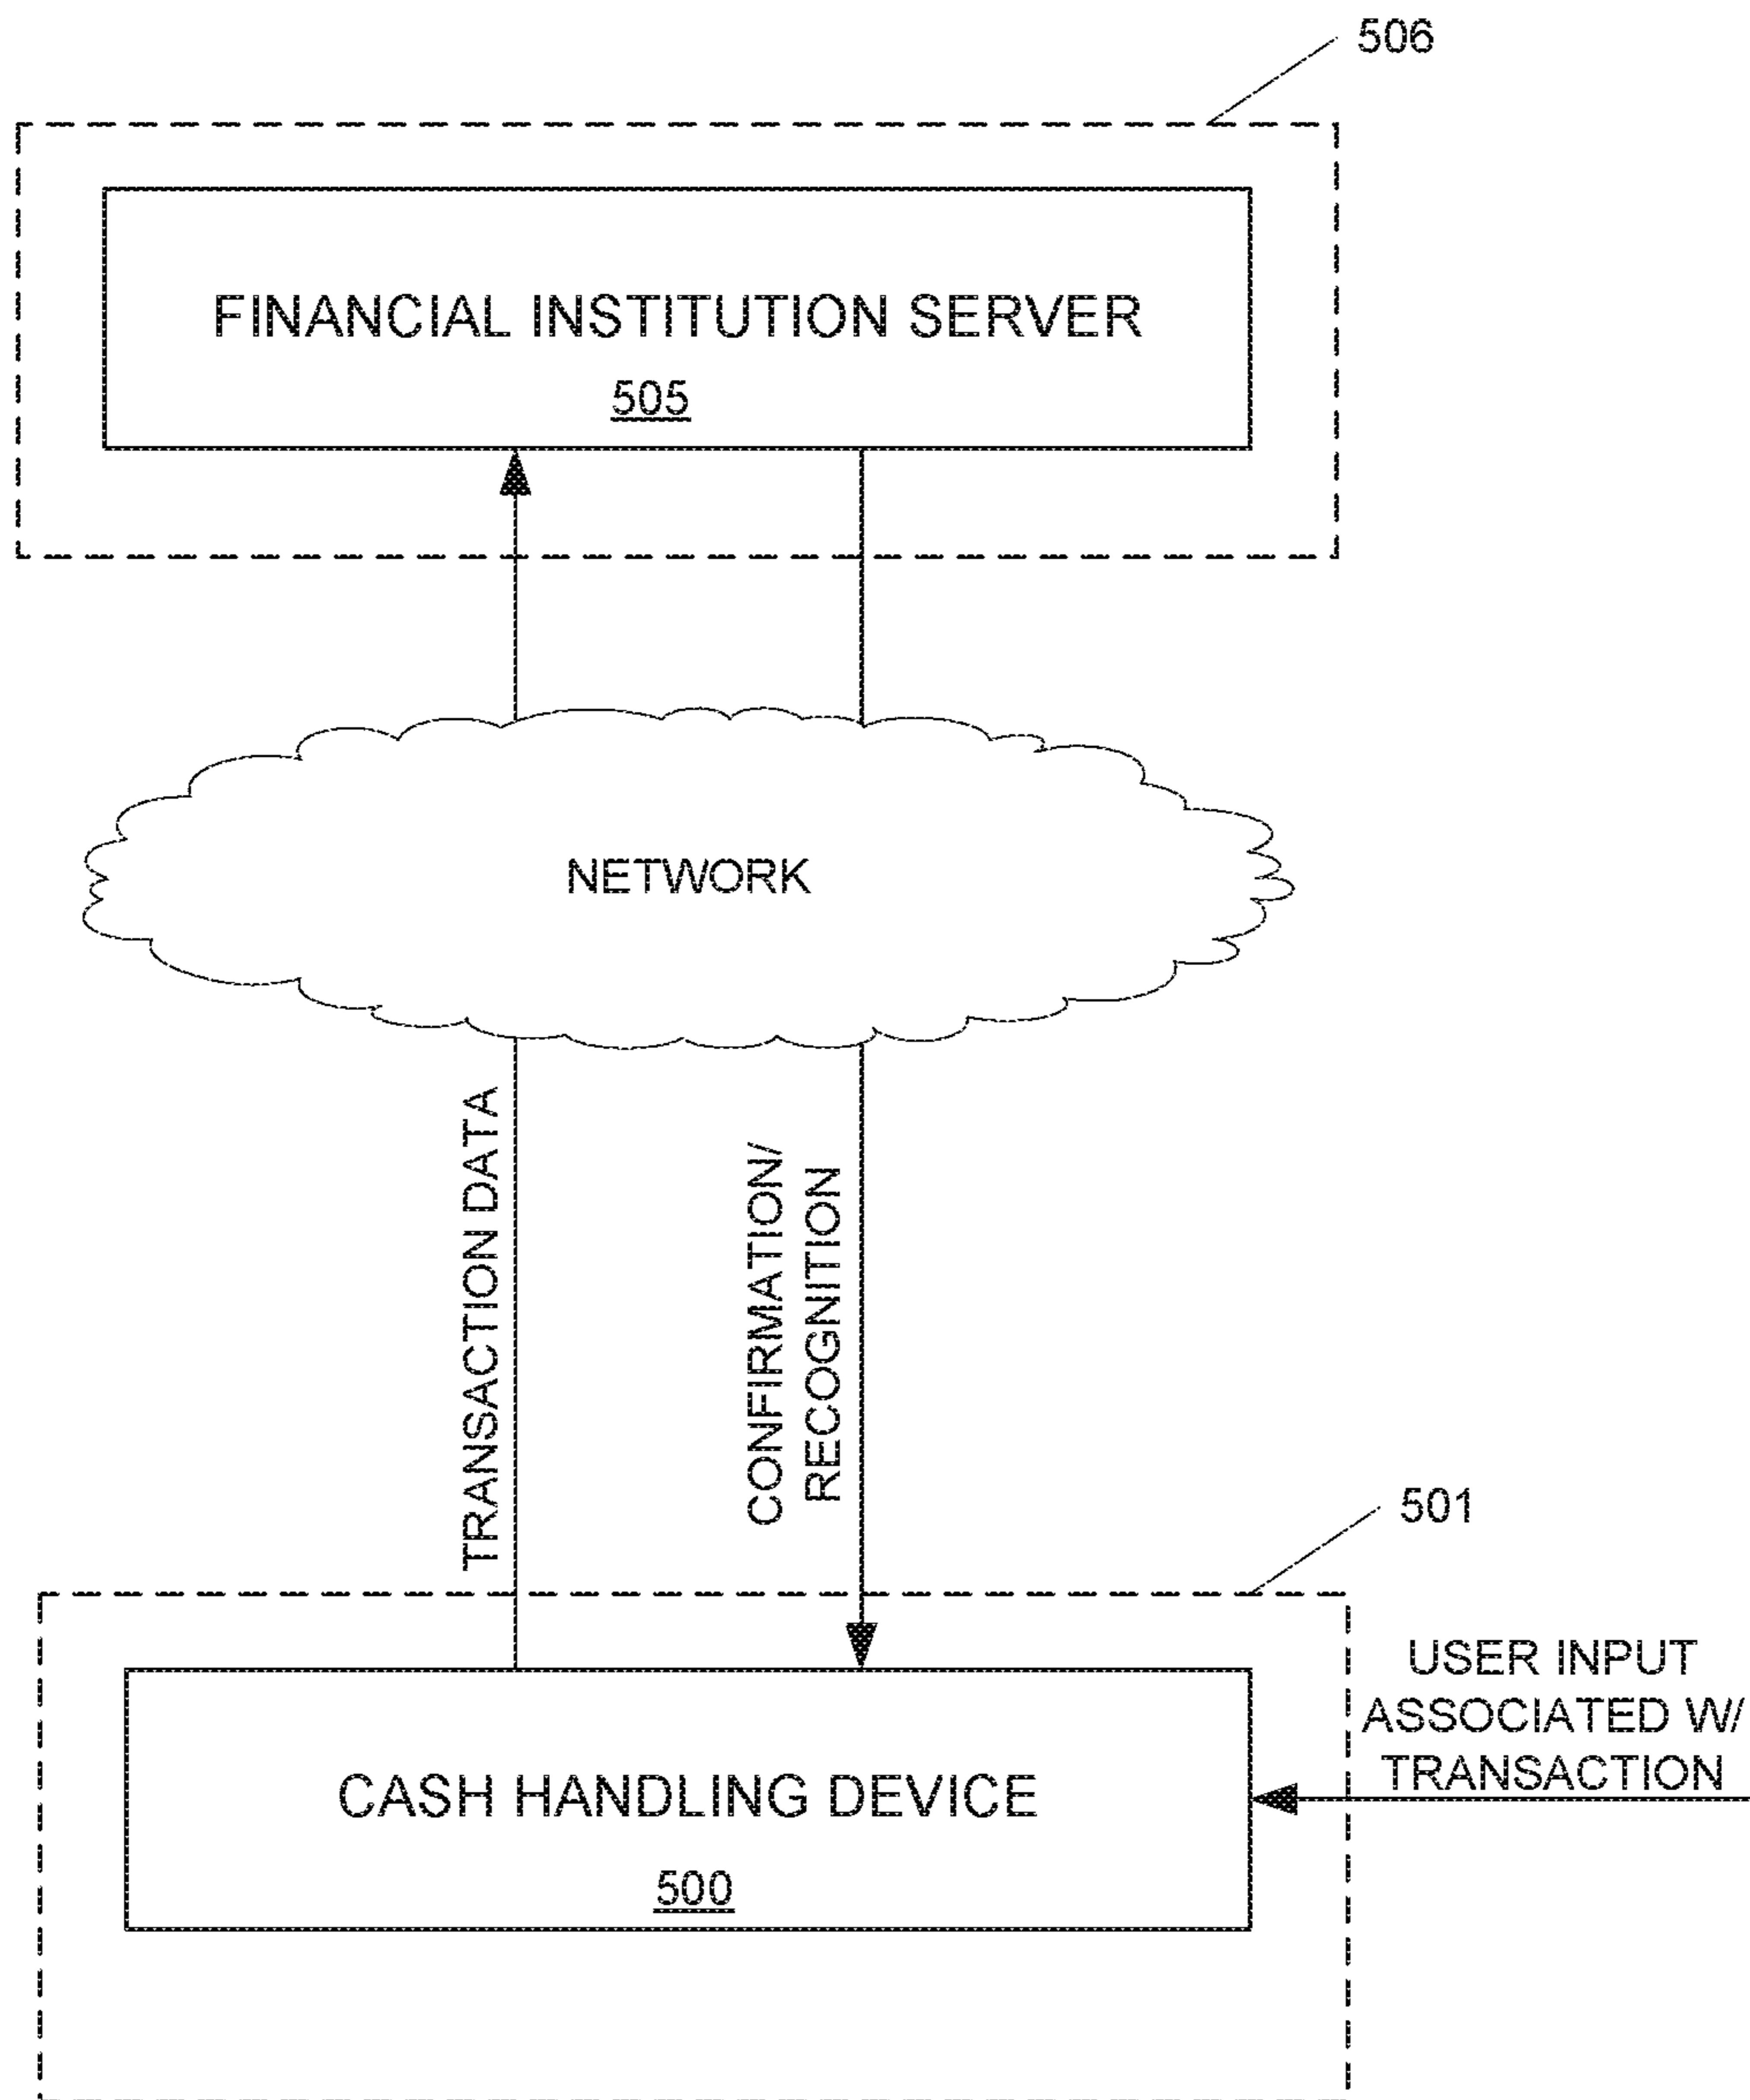 506
FINANCIAL INSTITUTION SERVER
505
NETWORK
TRANSACTION DATA
CONFIRMATION/
RECOGNITION
501
USER INPUT
ASSOCIATED W/
TRANSACTION
CASH HANDLING DEVICE
500